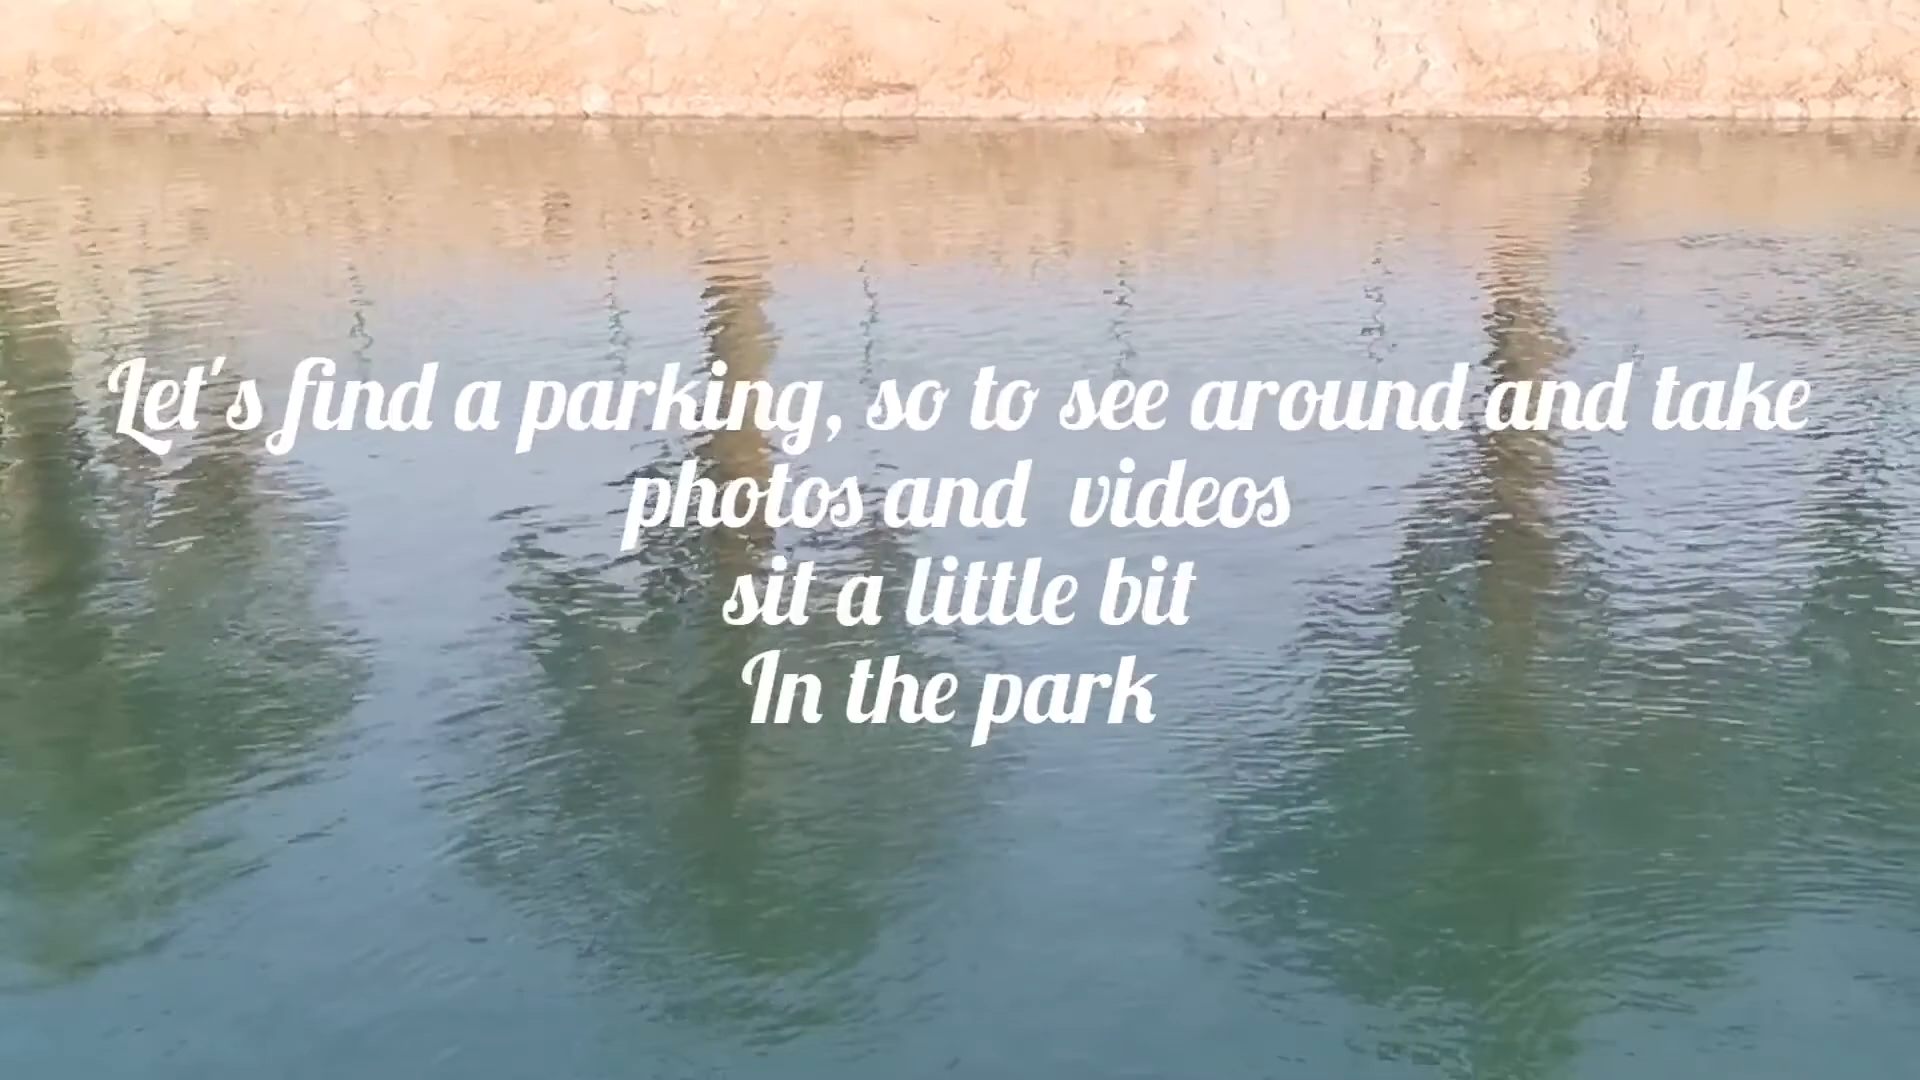 Let's find a parking, so to see around and take
photos and  videos
sit a little bit
In the park